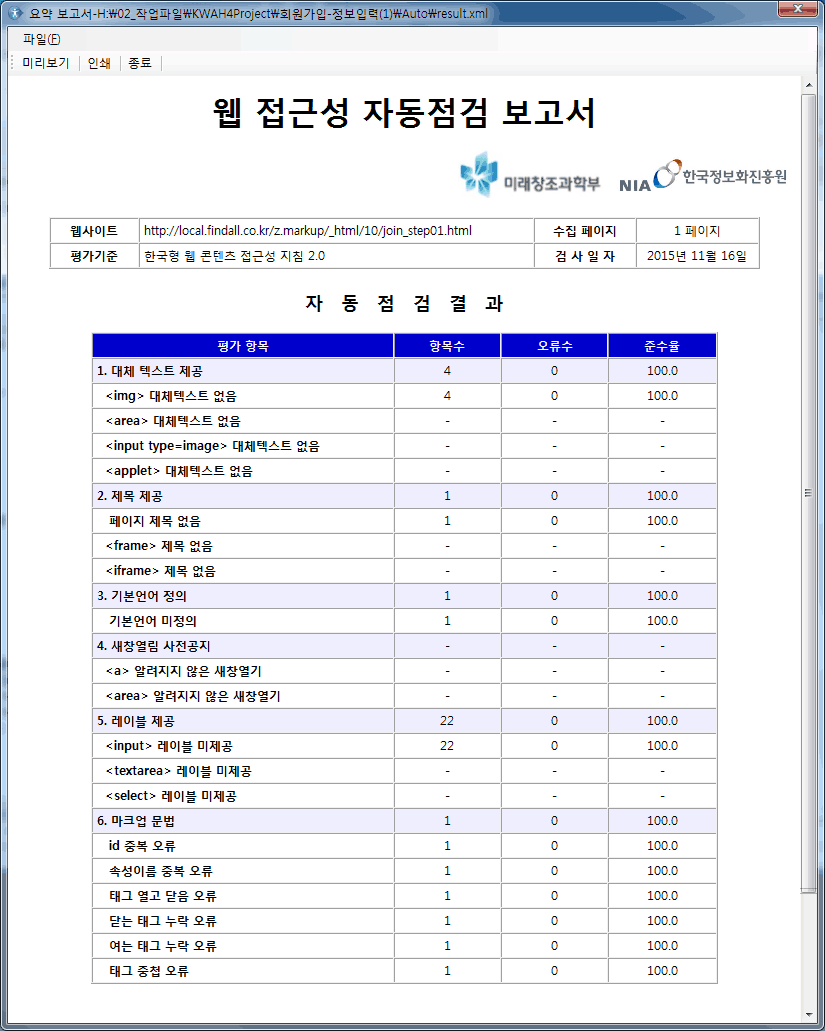 요약 보고서-H:\02_작업파일\KWAH4Project\회원가입-정보입력(1)\Auto\result.xml
파일(F)
미리보기 인쇄 종료
웹 접근성 자동점검 보고서
미래창조과학부 NIA 한국정보화진흥원
웹사이트 http://local.findall.co.kr/z.markup/_html/10/join_step01.html 수집 페이지 1 페이지
평가기준 한국형 웹 콘텐츠 접근성 지침 2.0 검 사 일 자 2015년 11월 16일
자 동 점 검 결 과
평가 항목 항목수 오류수 준수율
1. 대체 텍스트 제공 4 0 100.0
<img> 대체텍스트 없음 4 0 100.0
<area> 대체텍스트 없음 - - -
<input type=image> 대체텍스트 없음 - - -
<applet> 대체텍스트 없음 - - -
2. 제목 제공 1 0 100.0
페이지 제목 없음 1 0 100.0
<frame> 제목 없음 - - -
<iframe> 제목 없음 - - -
3. 기본언어 정의 1 0 100.0
기본언어 미정의 1 0 100.0
4. 새창열림 사전공지 - - -
<a> 알려지지 않은 새창열기 - - -
<area> 알려지지 않은 새창열기 - - -
5. 레이블 제공 22 0 100.0
<input> 레이블 미제공 22 0 100.0
<textarea> 레이블 미제공 - - -
<select> 레이블 미제공 - - -
6. 마크업 문법 1 0 100.0
id 중복 오류 1 0 100.0
속성이름 중복 오류 1 0 100.0
태그 열고 닫음 오류 1 0 100.0
닫는 태그 누락 오류 1 0 100.0
여는 태그 누락 오류 1 0 100.0
태그 중첩 오류 1 0 100.0